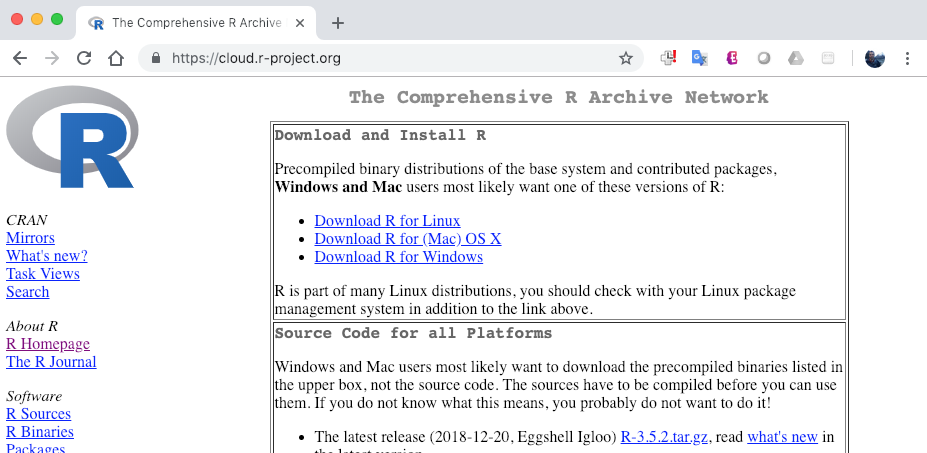 The Comprehensive R Archive
https://cloud.r-project.org
R
CRAN
Mirrors
What's new?
Task Views
Search
About R
R Homepage
The R Journal
Software
R Sources
R Binaries
Packages
The Comprehensive R Archive Network
Download and Install R
Precompiled binary distributions of the base system and contributed packages,
Windows and Mac users most likely want one of these versions of R:
Download R for Linux
Download R for (Mac) OS X
Download R for Windows
R is part of many Linux distributions, you should check with your Linux package
management system in addition to the link above.
Source Code for all Platforms
Windows and Mac users most likely want to download the precompiled binaries listed in
the upper box, not the source code. The sources have to be compiled before you can use
them. If you do not know what this means, you probably do not want to do it!
The latest release (2018-12-20, Eggshell Igloo) R-3.5.2.tar.gz, read what's new in
the latest version